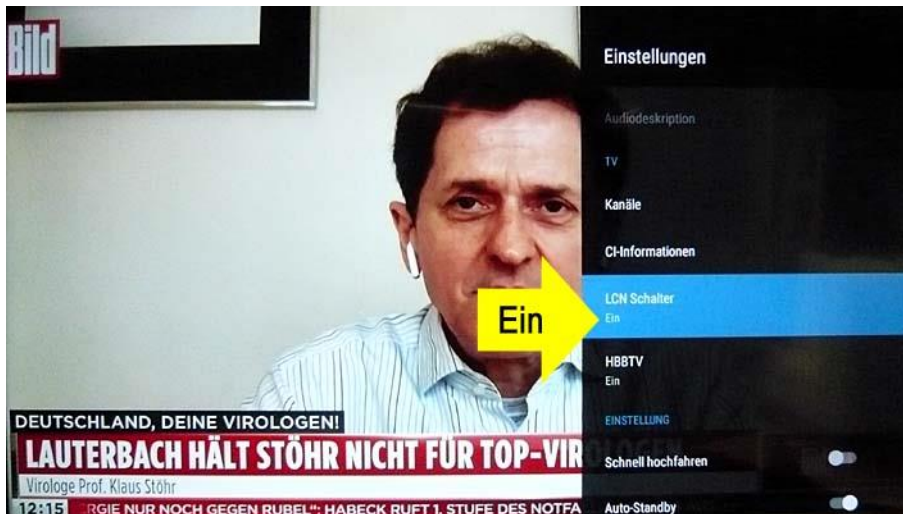 Bild
Einstellungen
Audiodeskription
TV
Kanäle
CI-Informationen
LCN Schalter
Ein
Ein
HBBTV
Ein
EINSTELLUNG
Schnell hochfahren
Auto-Standby
DEUTSCHLAND, DEINE VIROLOGEN!
LAUTERBACH HÄLT STÖHR NICHT FÜR TOP-VIROLOGEN
Virologe Prof. Klaus Stöhr
12:15 RGIE NUR NOCH GEGEN RUBEL“: HABECK RUFT 1. STUFE DES NOTFA